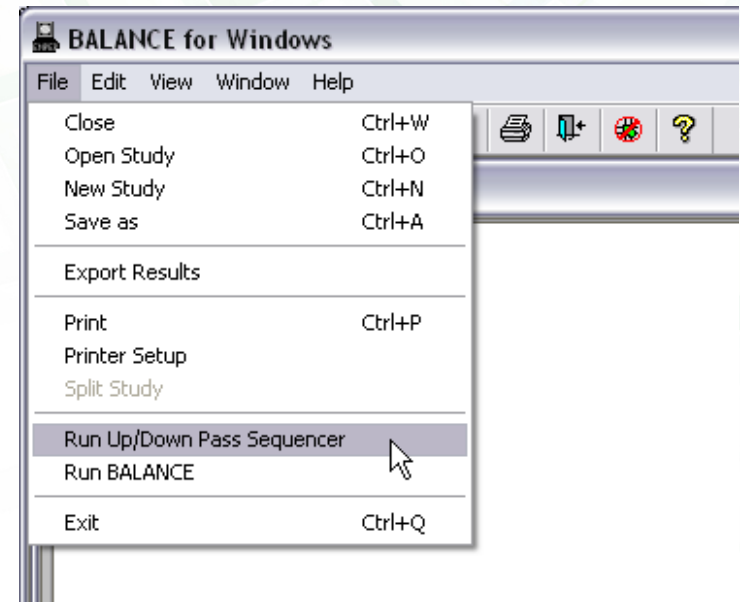 BALANCE for Windows
File Edit View Window Help
Close Ctrl+W
Open Study Ctrl+O
New Study Ctrl+N
Save as Ctrl+A
Export Results
Print Ctrl+P
Printer Setup
Split Study
Run Up/Down Pass Sequencer
Run BALANCE
Exit Ctrl+Q